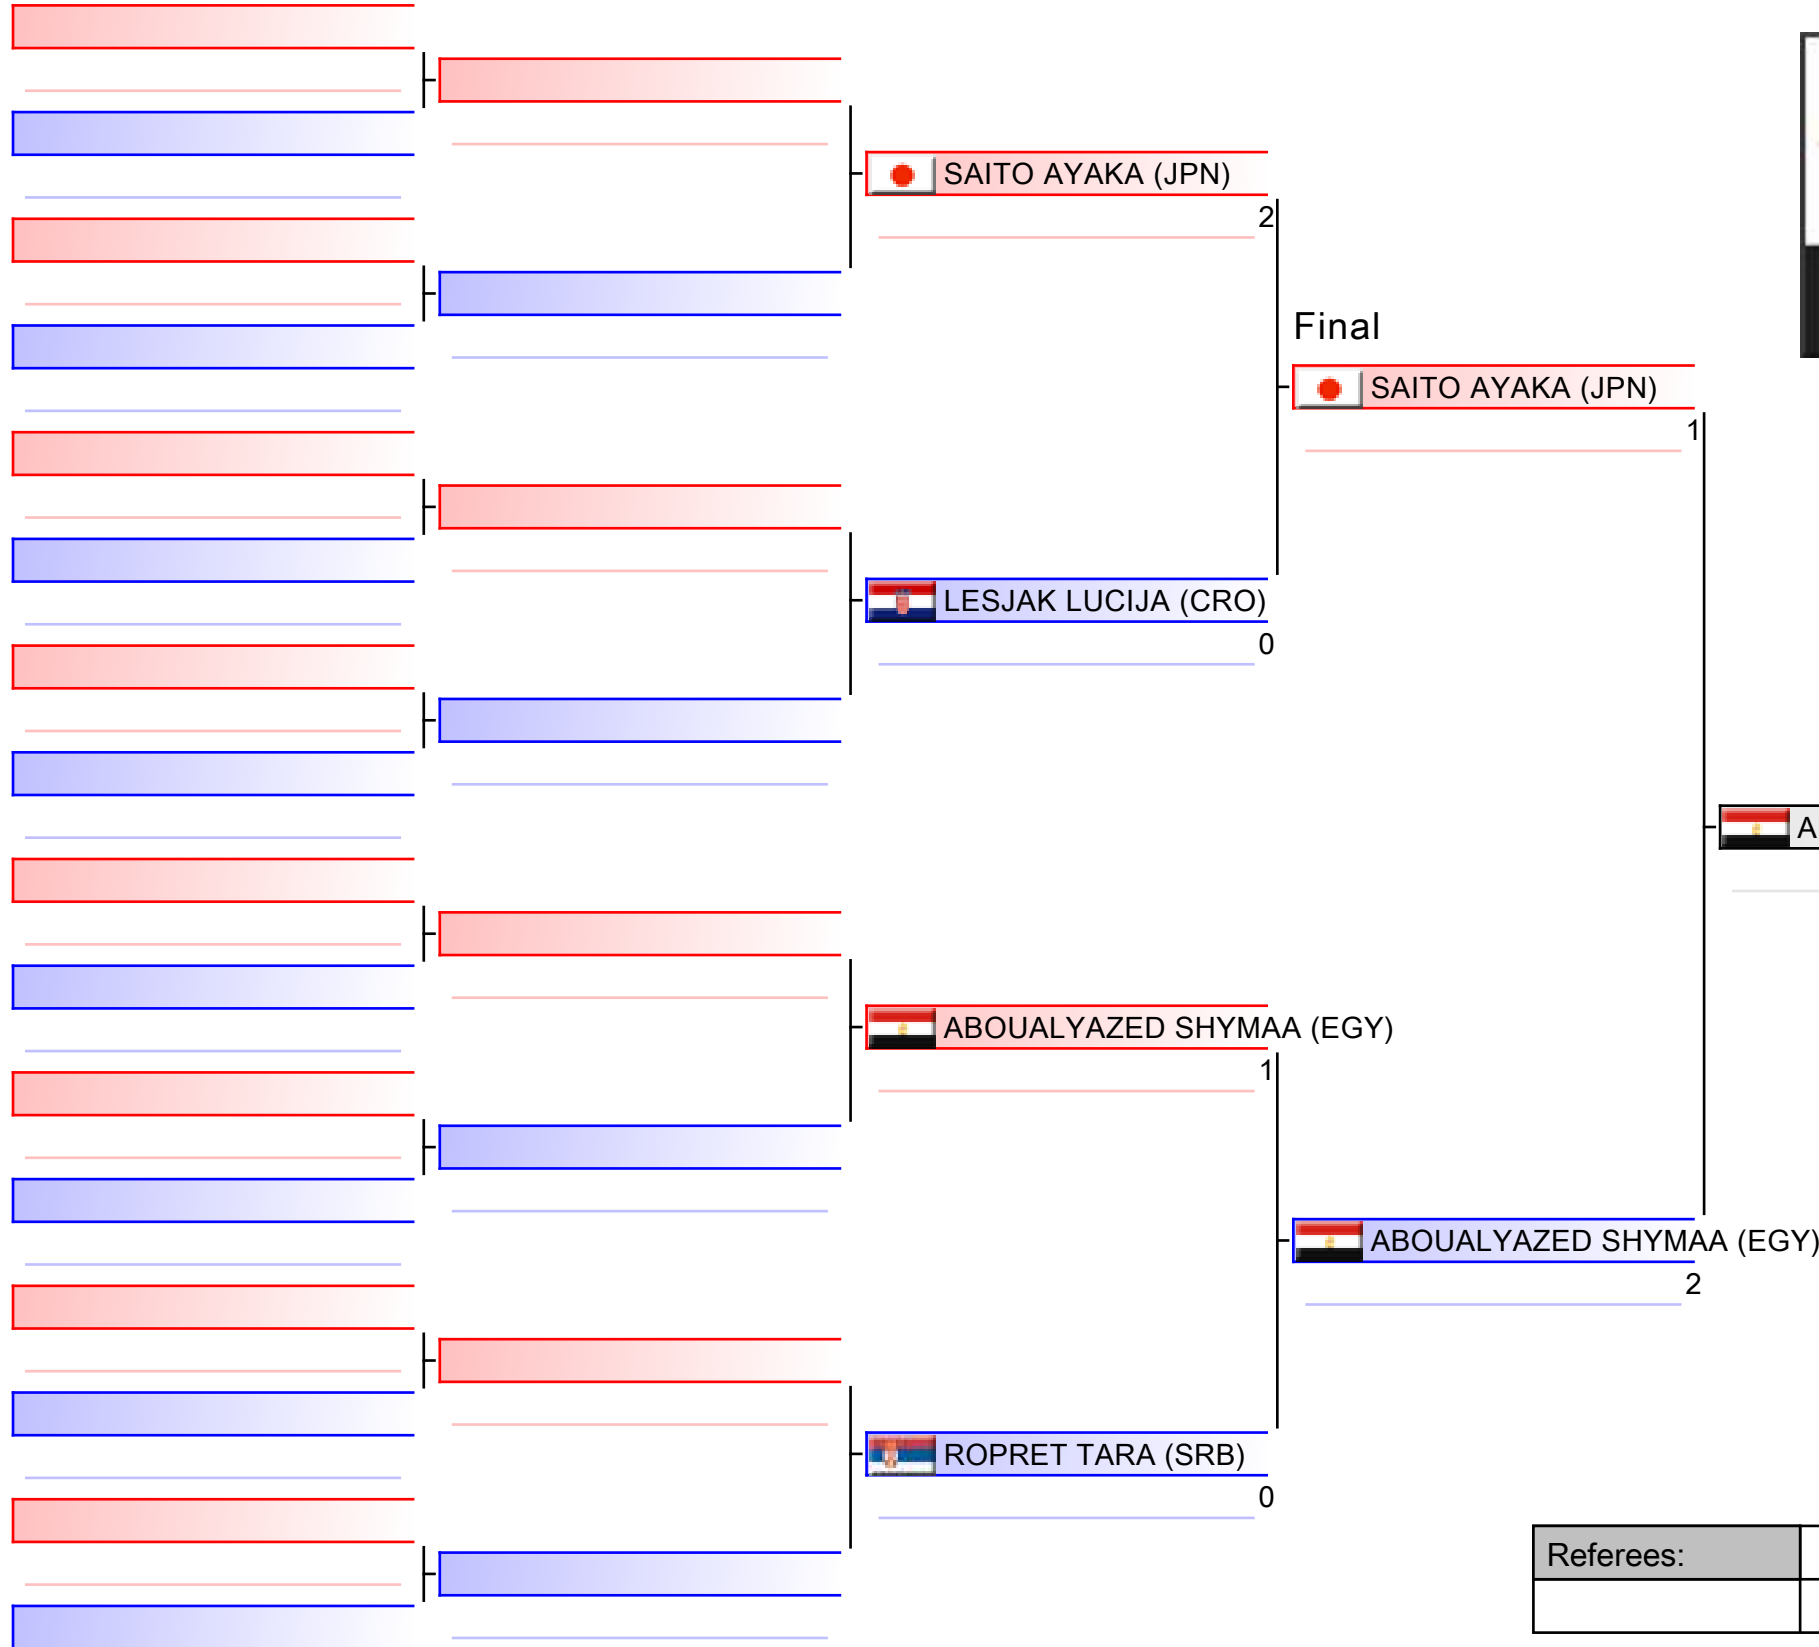 SAITO AYAKA (JPN)
2
Final
SAITO AYAKA (JPN)
1
LESJAK LUCIJA (CRO)
0
A
ABOUALYAZED SHYMAA (EGY)
1
ABOUALYAZED SHYMAA (EGY)
2
ROPRET TARA (SRB)
0
Referees: